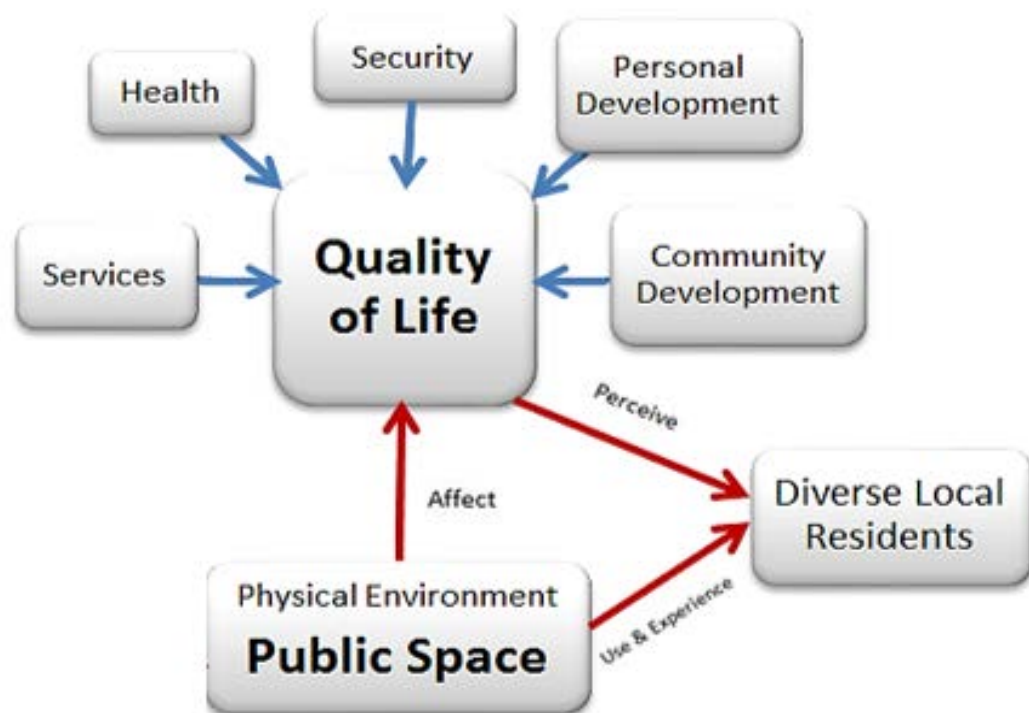 Security
Personal
Development
Health
Quality
of Life
Community
Development
Services
Perceive
Affect
Diverse Local
Residents
Physical Environment
Public Space
Use & Experience